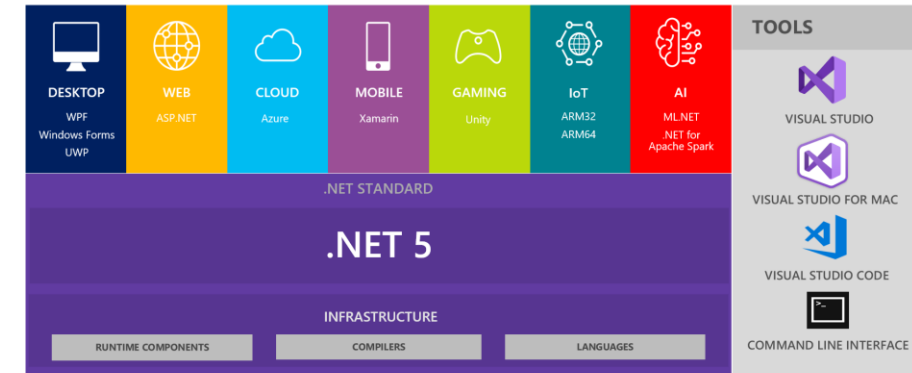 DESKTOP
WPF
Windows Forms
UWP
WEB
ASP.NET
CLOUD
Azure
MOBILE
Xamarin
GAMING
Unity
IoT
ARM32
ARM64
AI
ML.NET
.NET for
Apache Spark
.NET STANDARD
.NET 5
INFRASTRUCTURE
RUNTIME COMPONENTS
COMPILERS
LANGUAGES
TOOLS
VISUAL STUDIO
VISUAL STUDIO FOR MAC
VISUAL STUDIO CODE
>_
COMMAND LINE INTERFACE